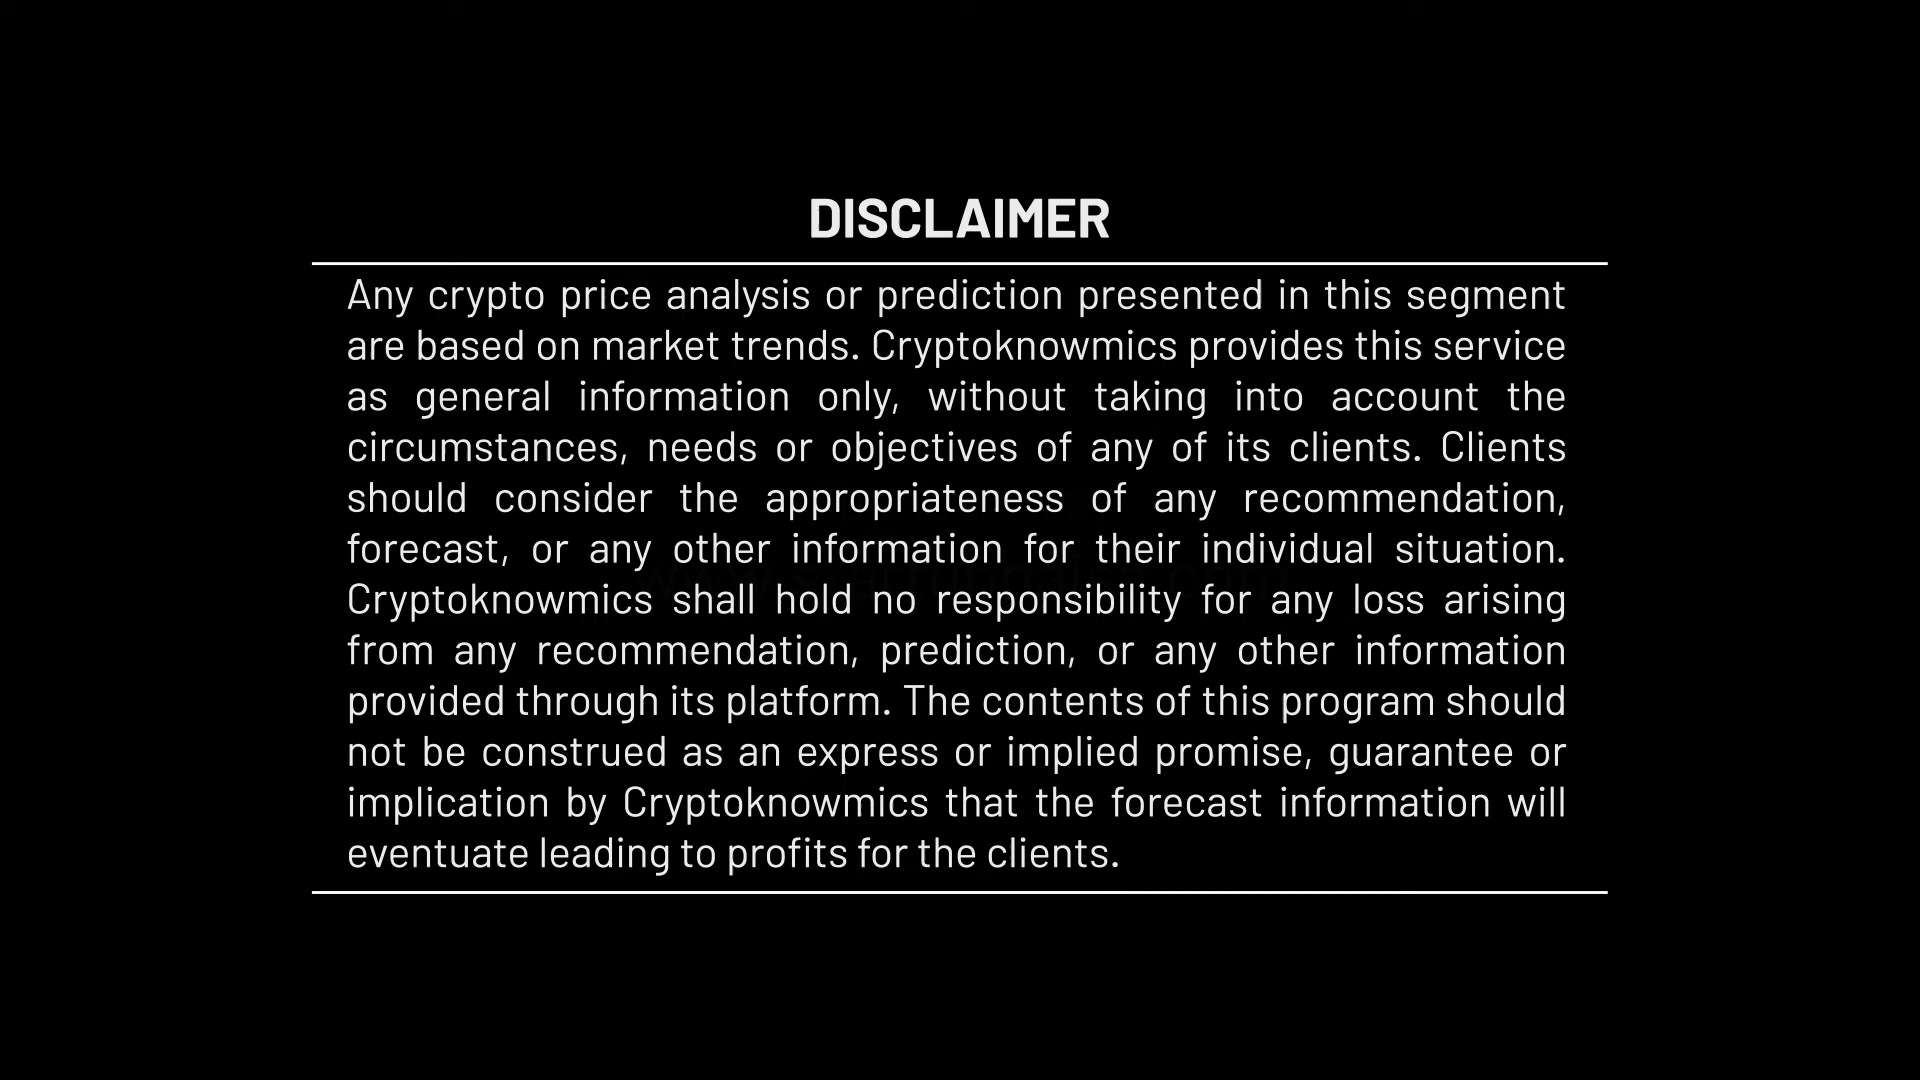 DISCLAIMER
Any crypto price analysis or prediction presented in this segment
are based on market trends. Cryptoknowmics provides this service
as general information only, without taking into account the
circumstances, needs or objectives of any of its clients. Clients
should consider the appropriateness of any recommendation,
forecast, or any other information for their individual situation.
Cryptoknowmics shall hold no responsibility for any loss arising
from any recommendation, prediction, or any other information
provided through its platform. The contents of this program should
not be construed as an express or implied promise, guarantee or
implication by Cryptoknowmics that the forecast information will
eventuate leading to profits for the clients.